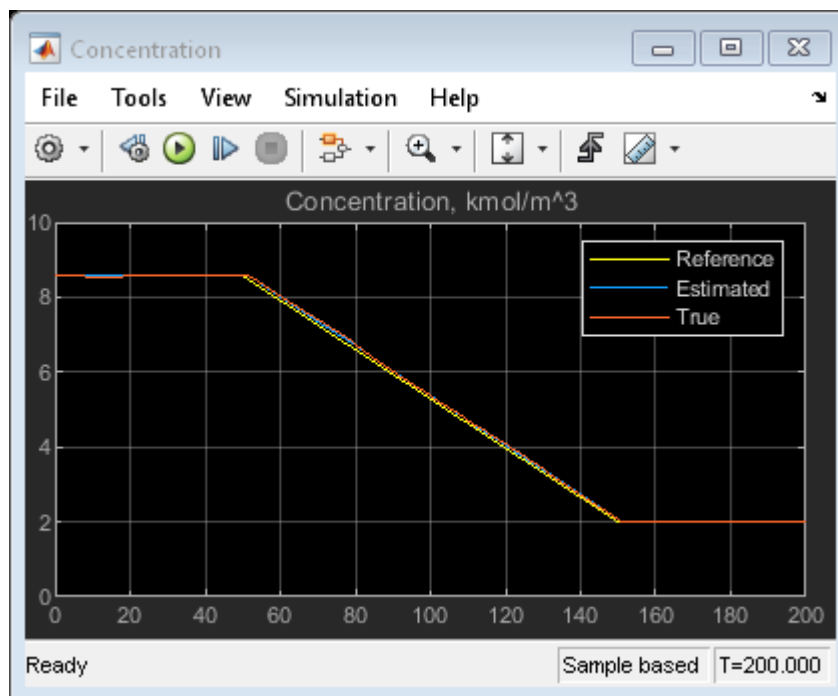 Concentration
File Tools View Simulation Help
Concentration, kmol/m^3
10
8
6
4
2
0
Reference
Estimated
True
0 20 40 60 80 100 120 140 160 180 200
Ready Sample based T=200.000